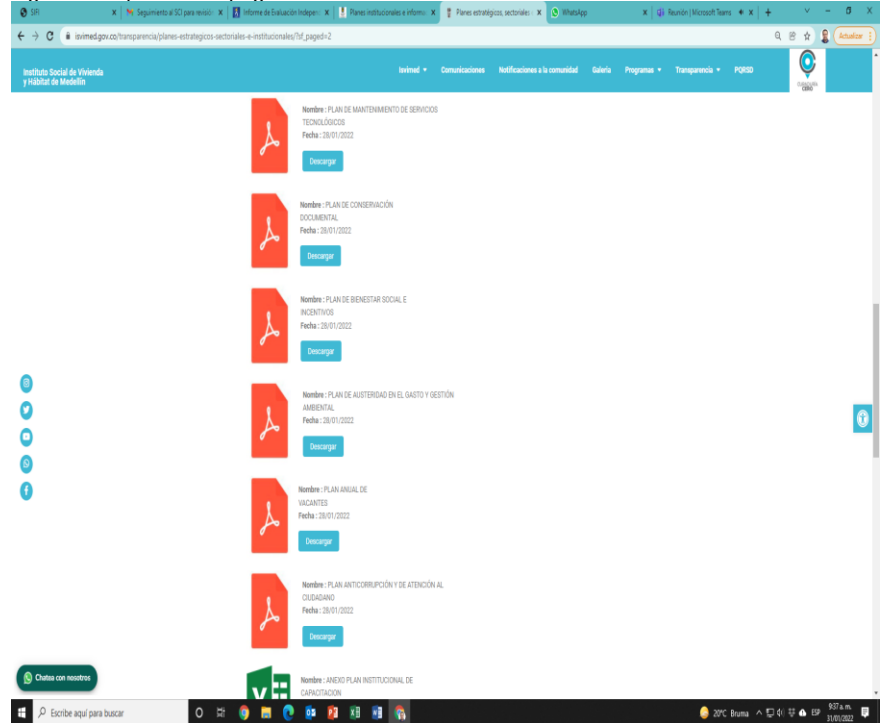 SIFI
Seguimiento al SCI para revisión
Informe de Evaluación Independ
Planes institucionales e informa
Planes estratégicos, sectoriales
WhatsApp
Reunión | Microsoft Teams
isvimed.gov.co/transparencia/planes-estrategicos-sectoriales-e-institucionales/?sf_paged=2
Actualizar
Instituto Social de Vivienda
y Hábitat de Medellín
Isvimed
Comunicaciones
Notificaciones a la comunidad
Galería
Programas
Transparencia
PQRSD
Nombre : PLAN DE MANTENIMIENTO DE SERVICIOS
TECNOLÓGICOS
Fecha : 28/01/2022
Descargar
Nombre : PLAN DE CONSERVACIÓN
DOCUMENTAL
Fecha : 28/01/2022
Descargar
Nombre : PLAN DE BIENESTAR SOCIAL E
INCENTIVOS
Fecha : 28/01/2022
Descargar
Nombre : PLAN DE AUSTERIDAD EN EL GASTO Y GESTIÓN
AMBIENTAL
Fecha : 28/01/2022
Descargar
Nombre : PLAN ANUAL DE
VACANTES
Fecha : 28/01/2022
Descargar
Nombre : PLAN ANTICORRUPCIÓN Y DE ATENCIÓN AL
CIUDADANO
Fecha : 28/01/2022
Descargar
Nombre : ANEXO PLAN INSTITUCIONAL DE
CAPACITACION
Chatea con nosotros
Escribe aquí para buscar
20°C Bruma
ESP
9:37 a. m.
31/01/2022